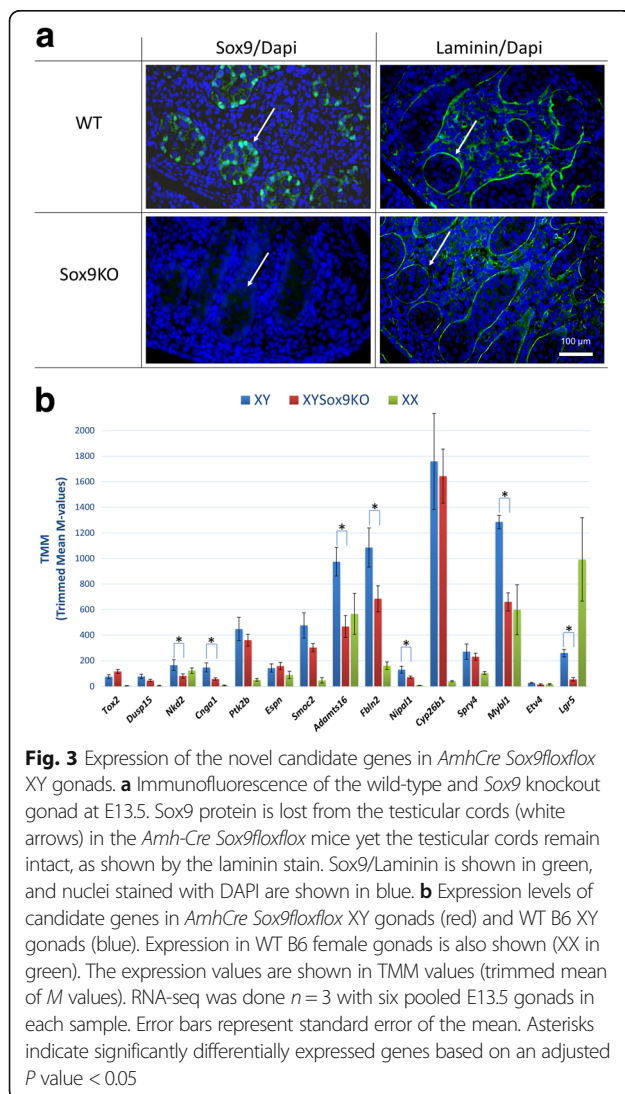 a
Sox9/Dapi Laminin/Dapi
WT
Sox9KO
100 µm
b
XY XYSox9KO XX
TMM
(Trimmed Mean M-values)
2000
1800
1600
1400
1200
1000
800
600
400
200
0
* * * * * * *
Tox2 Dusp15 Nkd2 Cnga1 Ptk2b Espn Smoc2 Adamts16 Fbln2 Nipal1 Cyp26b1 Spry4 Mybl1 Etv4 Lgr5
Fig. 3 Expression of the novel candidate genes in AmhCre Sox9floxflox
XY gonads. a Immunofluorescence of the wild-type and Sox9 knockout
gonad at E13.5. Sox9 protein is lost from the testicular cords (white
arrows) in the Amh-Cre Sox9floxflox mice yet the testicular cords remain
intact, as shown by the laminin stain. Sox9/Laminin is shown in green,
and nuclei stained with DAPI are shown in blue. b Expression levels of
candidate genes in AmhCre Sox9floxflox XY gonads (red) and WT B6 XY
gonads (blue). Expression in WT B6 female gonads is also shown (XX in
green). The expression values are shown in TMM values (trimmed mean
of M values). RNA-seq was done n = 3 with six pooled E13.5 gonads in
each sample. Error bars represent standard error of the mean. Asterisks
indicate significantly differentially expressed genes based on an adjusted
P value < 0.05